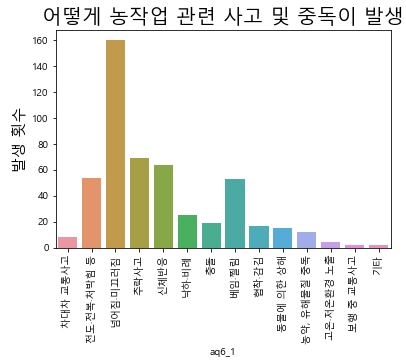 어떻게 농작업 관련 사고 및 중독이 발생
발생 횟수
160
140
120
100
80
60
40
20
0
차대차 교통사고
전도·전복·처박힘 등
넘어짐·미끄러짐
추락사고
신체반응
낙하·비래
충돌
베임·찔림
협착·감김
동물에 의한 상해
농약, 유해물질 중독
고온·저온환경 노출
보행 중 교통사고
기타
aq6_1